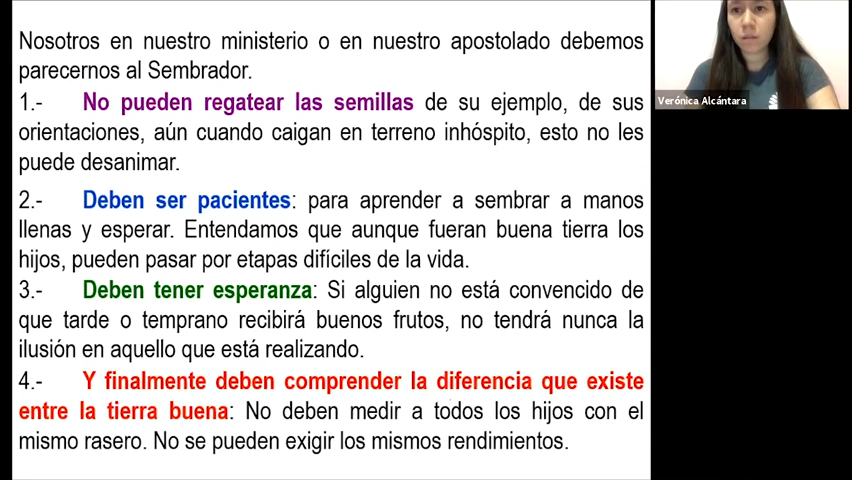 Nosotros en nuestro ministerio o en nuestro apostolado debemos
parecernos al Sembrador.
1.- No pueden regatear las semillas de su ejemplo, de sus
orientaciones, aún cuando caigan en terreno inhóspito, esto no les
puede desanimar.
2.- Deben ser pacientes: para aprender a sembrar a manos
llenas y esperar. Entendamos que aunque fueran buena tierra los
hijos, pueden pasar por etapas difíciles de la vida.
3.- Deben tener esperanza: Si alguien no está convencido de
que tarde o temprano recibirá buenos frutos, no tendrá nunca la
ilusión en aquello que está realizando.
4.- Y finalmente deben comprender la diferencia que existe
entre la tierra buena: No deben medir a todos los hijos con el
mismo rasero. No se pueden exigir los mismos rendimientos.
Verónica Alcántara